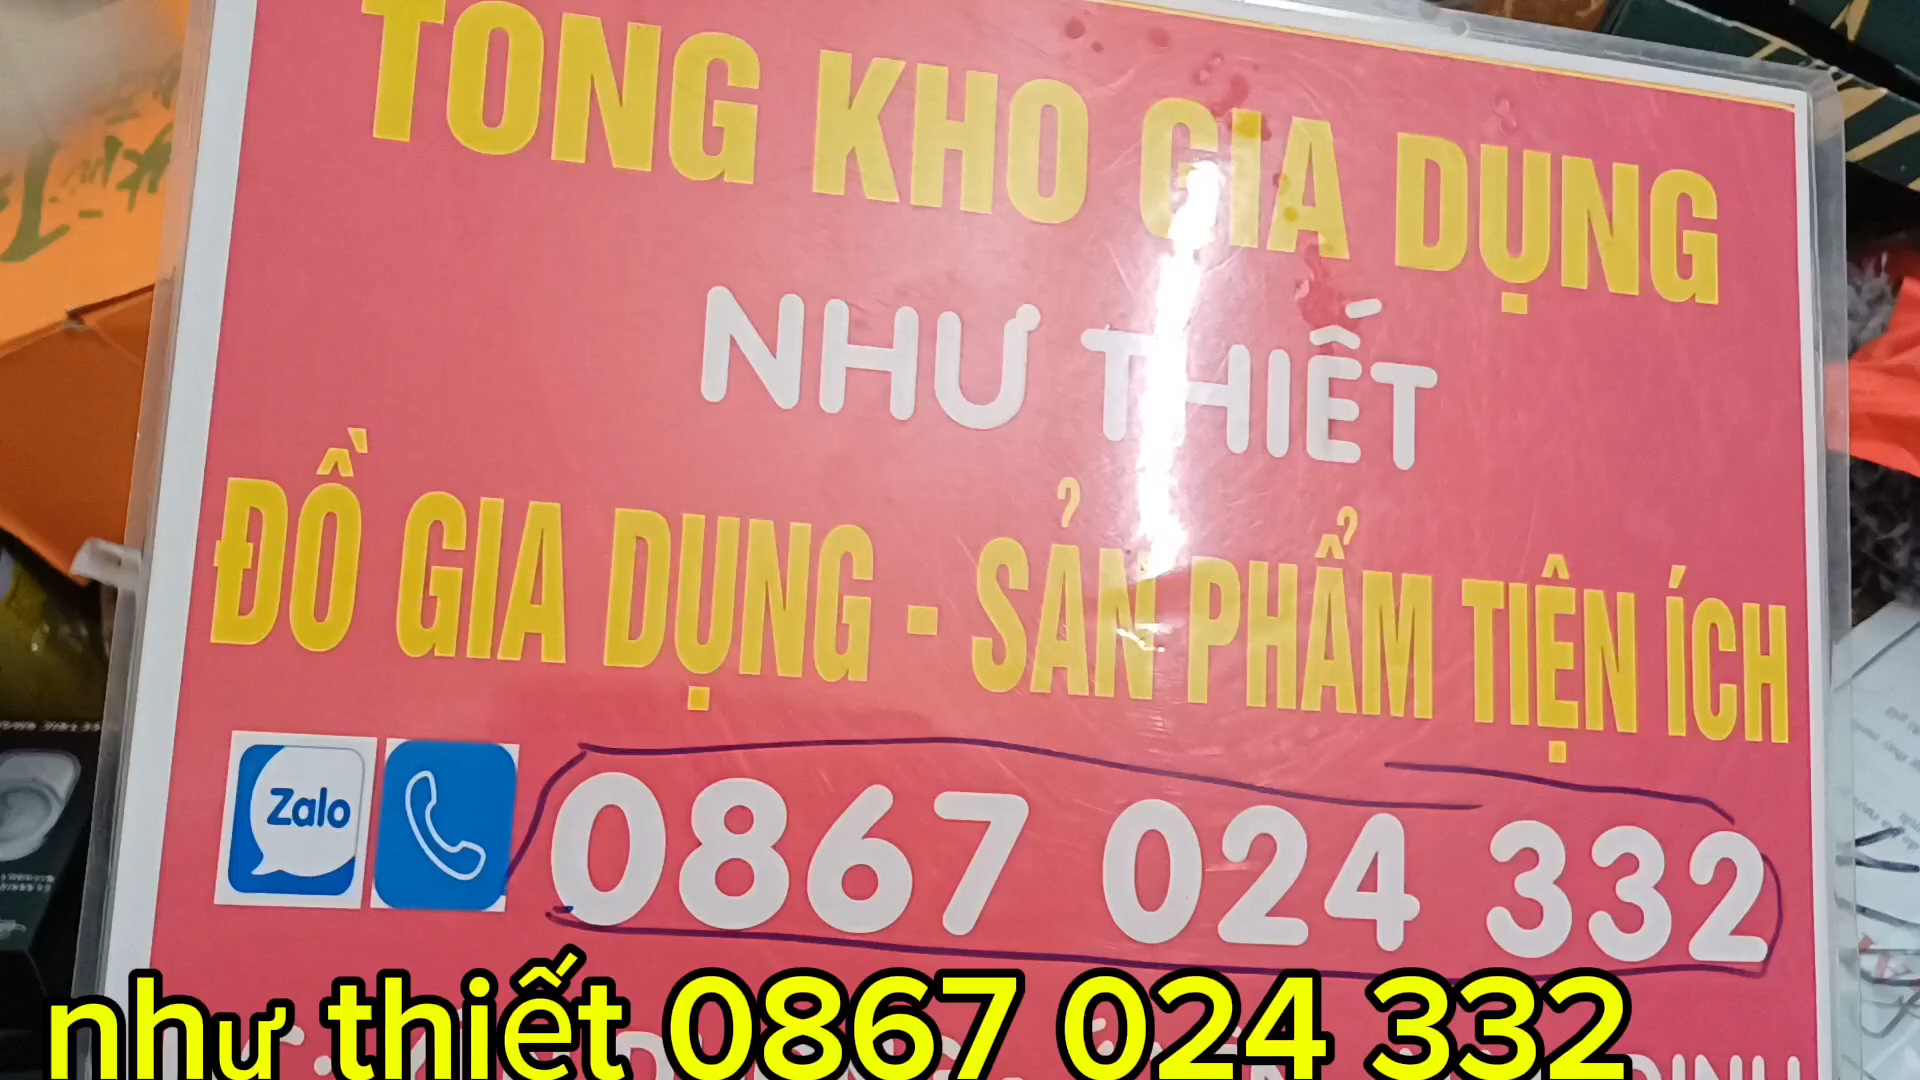 TỔNG KHO GIA DỤNG
NHƯ THIẾT
ĐỒ GIA DỤNG - SẢN PHẨM TIỆN ÍCH
Zalo 0867 024 332
như thiết 0867 024 332